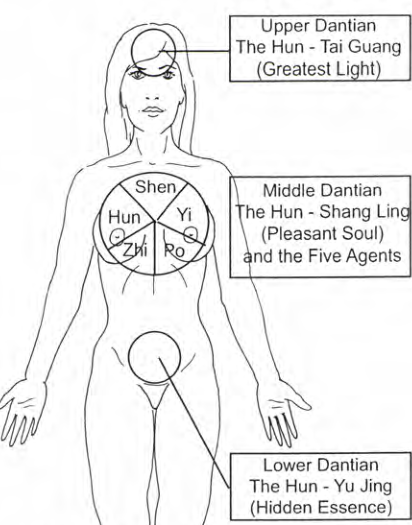 Upper Dantian
The Hun - Tai Guang
(Greatest Light)
Shen
Hun
Yi
Zhi
Po
Middle Dantian
The Hun - Shang Ling
(Pleasant Soul)
and the Five Agents
Lower Dantian
The Hun - Yu Jing
(Hidden Essence)